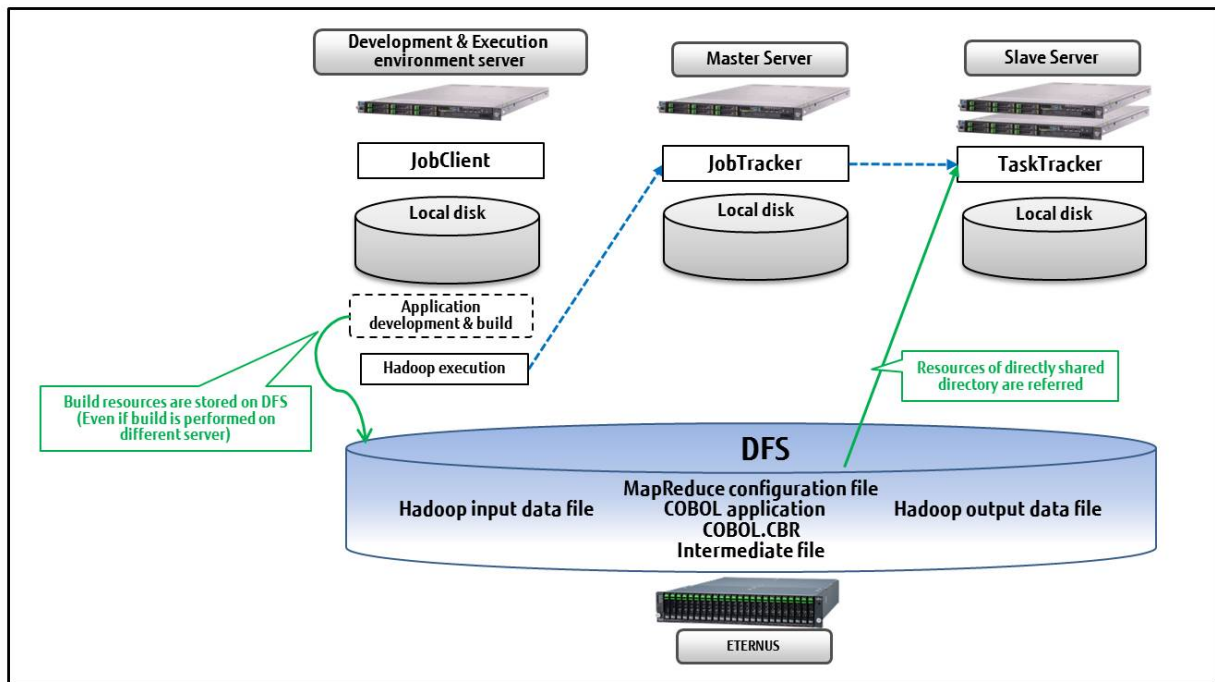 Development & Execution
environment server
Master Server
Slave Server
JobClient
JobTracker
TaskTracker
Local disk
Local disk
Local disk
Application
development & build
Hadoop execution
Build resources are stored on DFS
(Even if build is performed on
different server)
Resources of directly shared
directory are referred
DFS
MapReduce configuration file
Hadoop input data file
COBOL application
Hadoop output data file
COBOL.CBR
Intermediate file
ETERNUS